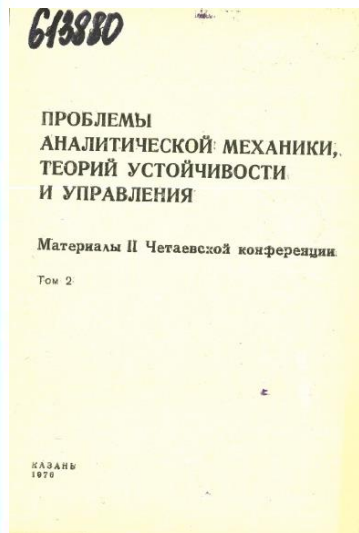 613880
ПРОБЛЕМЫ
АНАЛИТИЧЕСКОЙ МЕХАНИКИ,
ТЕОРИЙ УСТОЙЧИВОСТИ
И УПРАВЛЕНИЯ
Материалы II Четаевской конференции
Том 2
КАЗАНЬ
1976